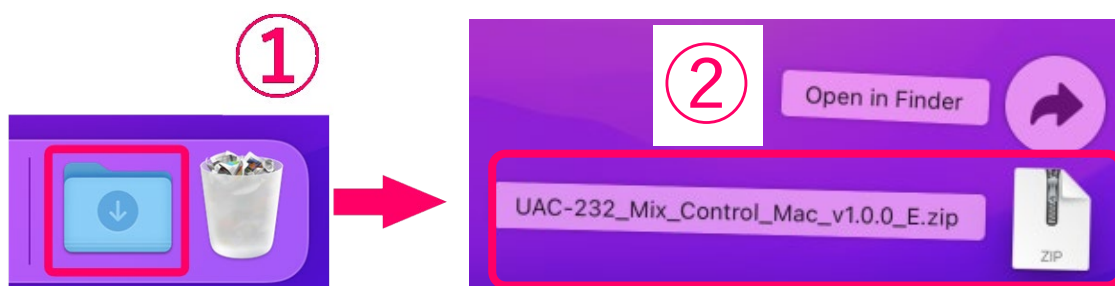 ①
②
Open in Finder
UAC-232_Mix_Control_Mac_v1.0.0_E.zip
ZIP